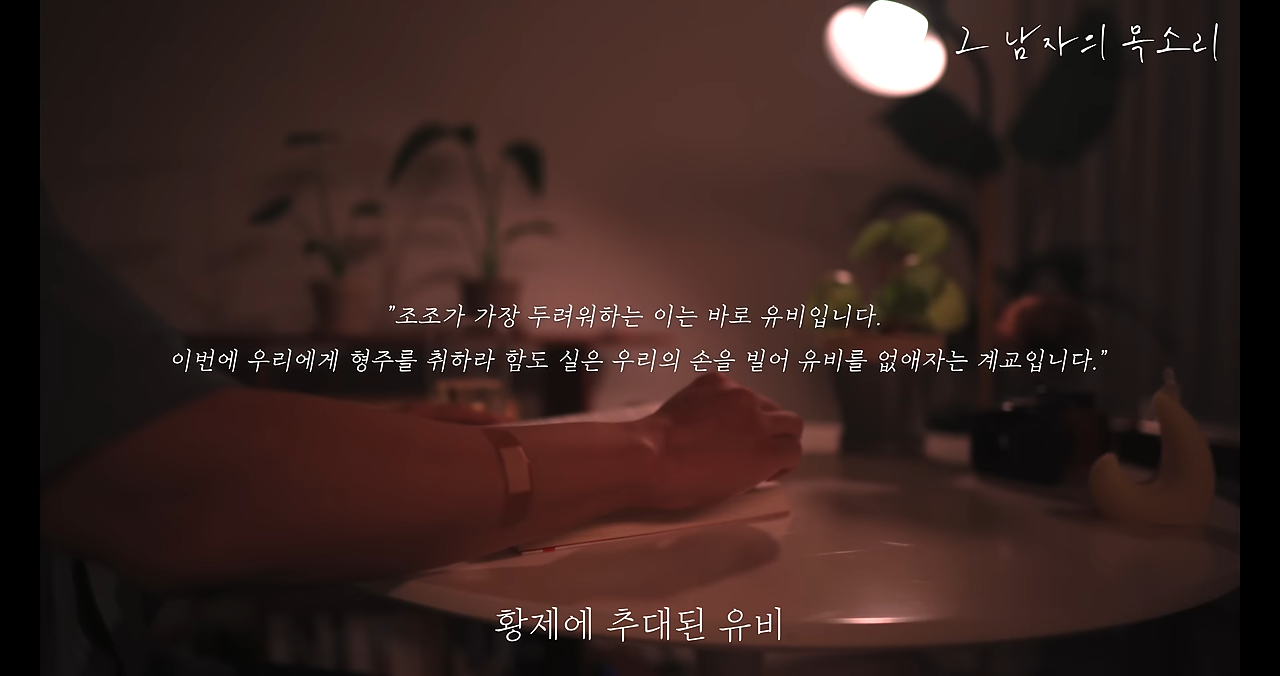 그 남자의 목소리
"조조가 가장 두려워하는 이는 바로 유비입니다.
이번에 우리에게 형주를 취하라 함도 실은 우리의 손을 빌어 유비를 없애자는 계교입니다."
황제에 추대된 유비